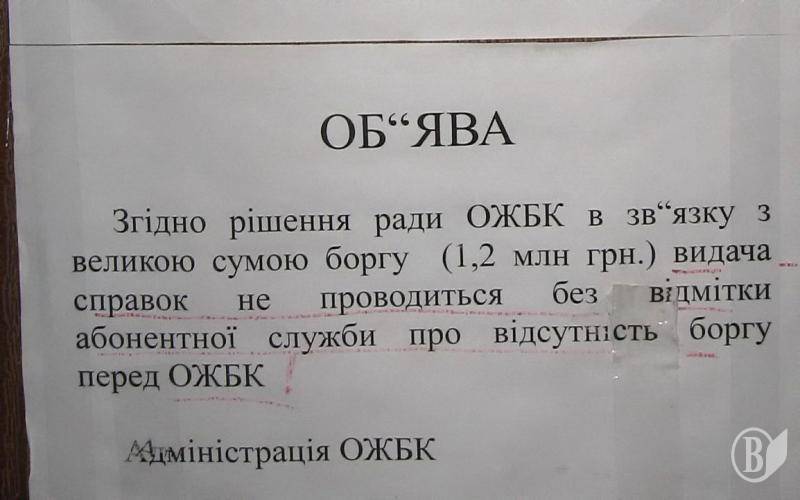 ОБ“ЯВА
Згідно рішення ради ОЖБК в зв“язку з
великою сумою боргу (1,2 млн грн.) видача
справок не проводиться без відмітки
абонентної служби про відсутність боргу
перед ОЖБК
Адміністрація ОЖБК
В